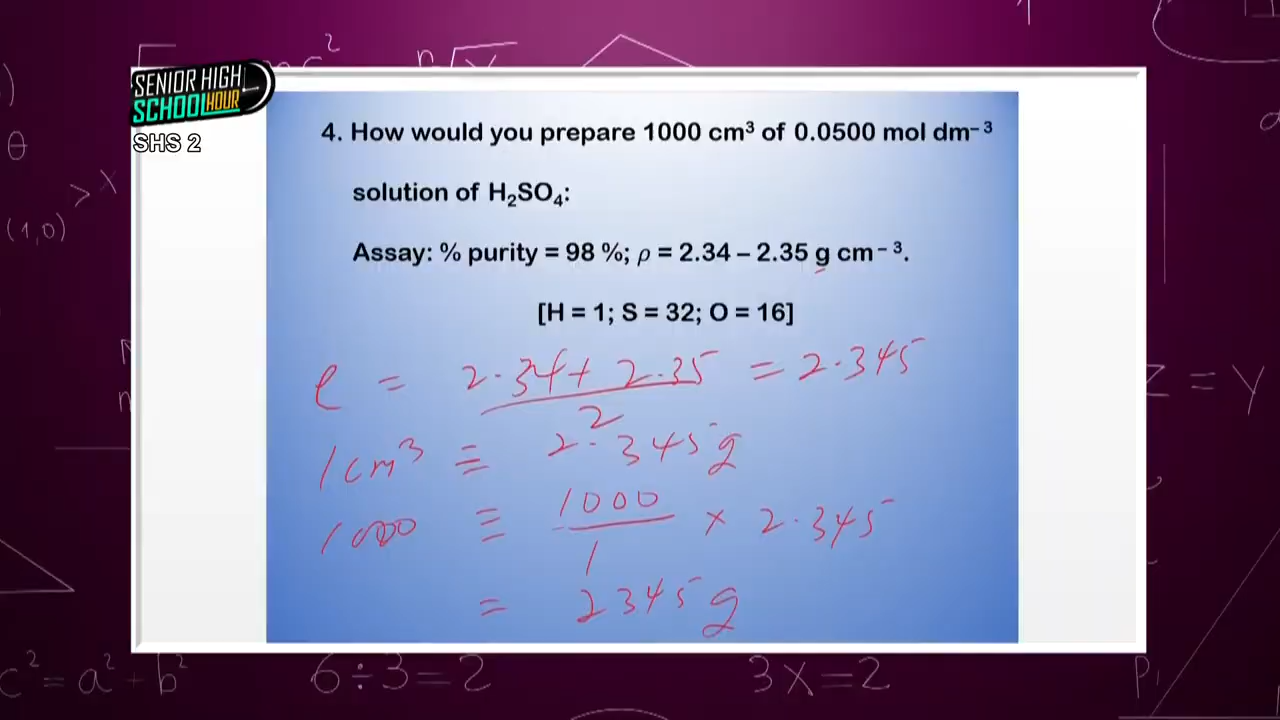 SENIOR HIGH
SCHOOL HOUR
SHS 2
4. How would you prepare 1000 cm³ of 0.0500 mol dm⁻³
solution of H₂SO₄:
Assay: % purity = 98 %; ρ = 2.34 – 2.35 g cm⁻³.
[H = 1; S = 32; O = 16]
ρ = (2.34 + 2.35)/2 = 2.345
1cm³ ≡ 2.345g
1000 ≡ 1000/1 × 2.345
= 2345g
(1,0)
> x
z = y
c² = a² + b²
6÷3=2
3x=2